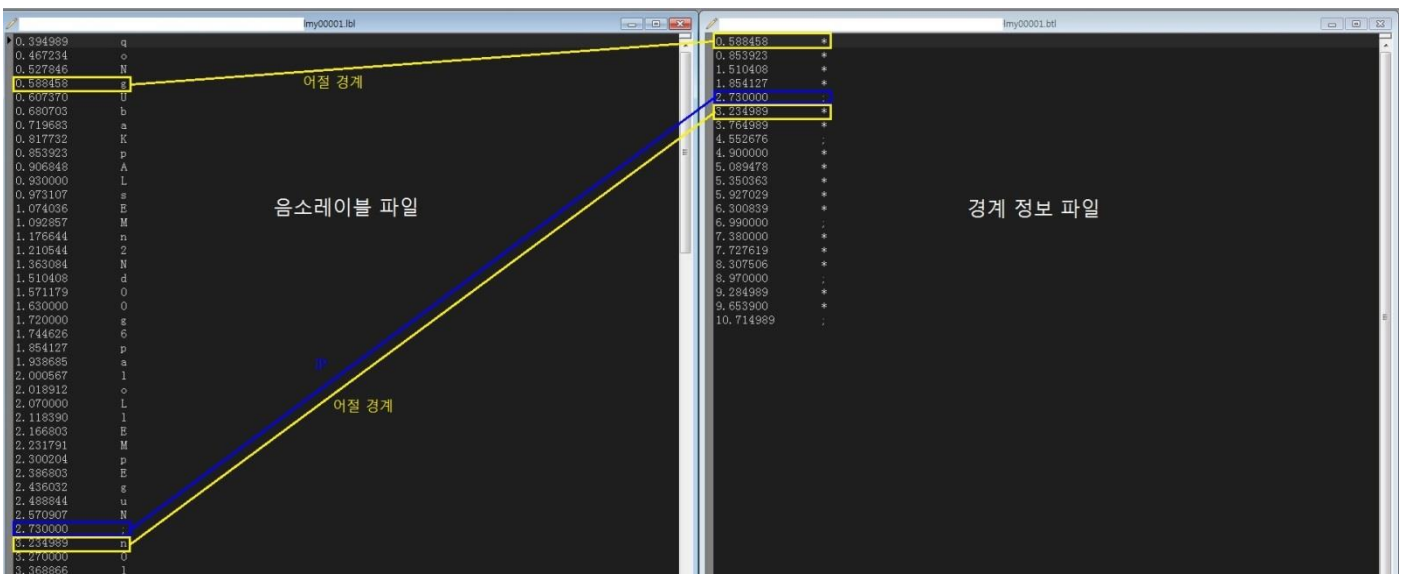 lmy00001.lbl
0.394989 q
0.467234 o
0.527846 N
0.588458 g
0.607370 U
0.680703 b
0.719683 a
0.817732 K
0.853923 p
0.906848 A
0.930000 L
0.973107 s
1.074036 E
1.092857 M
1.176644 n
1.210544 2
1.363084 N
1.510408 d
1.571179 O
1.630000 0
1.720000 g
1.744626 6
1.854127 p
1.938685 a
2.000567 l
2.018912 o
2.070000 L
2.118390 l
2.166803 E
2.231791 M
2.300204 p
2.386803 E
2.436032 g
2.488844 u
2.570907 N
2.730000 ;
3.234989 n
3.270000 U
3.368866 l
어절 경계
음소레이블 파일
IP
어절 경계
lmy00001.btl
0.588458 *
0.853923 *
1.510408 *
1.854127 *
2.730000 ;
3.234989 *
3.764989 *
4.552676 ;
4.900000 *
5.089478 *
5.350363 *
5.927029 *
6.300839 *
6.990000 ;
7.380000 *
7.727619 *
8.307506 *
8.970000 ;
9.284989 *
9.653900 *
10.714989 ;
경계 정보 파일